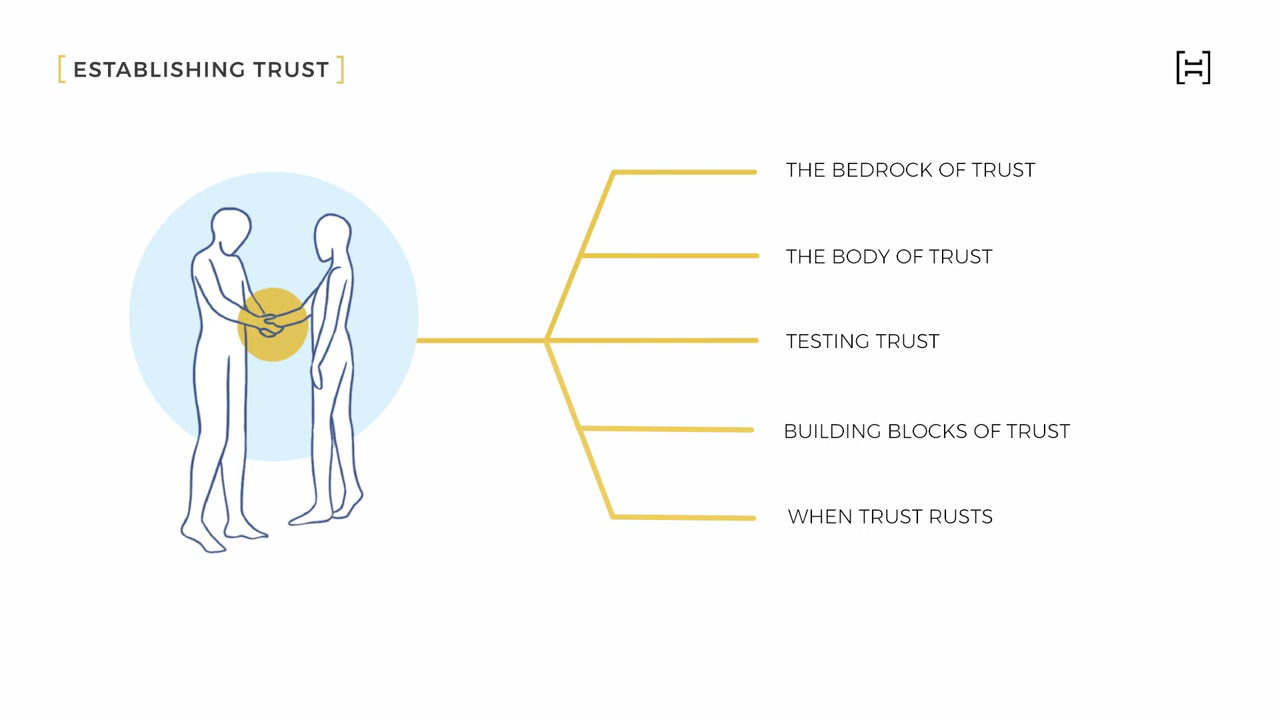 [ ESTABLISHING TRUST ]
THE BEDROCK OF TRUST
THE BODY OF TRUST
TESTING TRUST
BUILDING BLOCKS OF TRUST
WHEN TRUST RUSTS